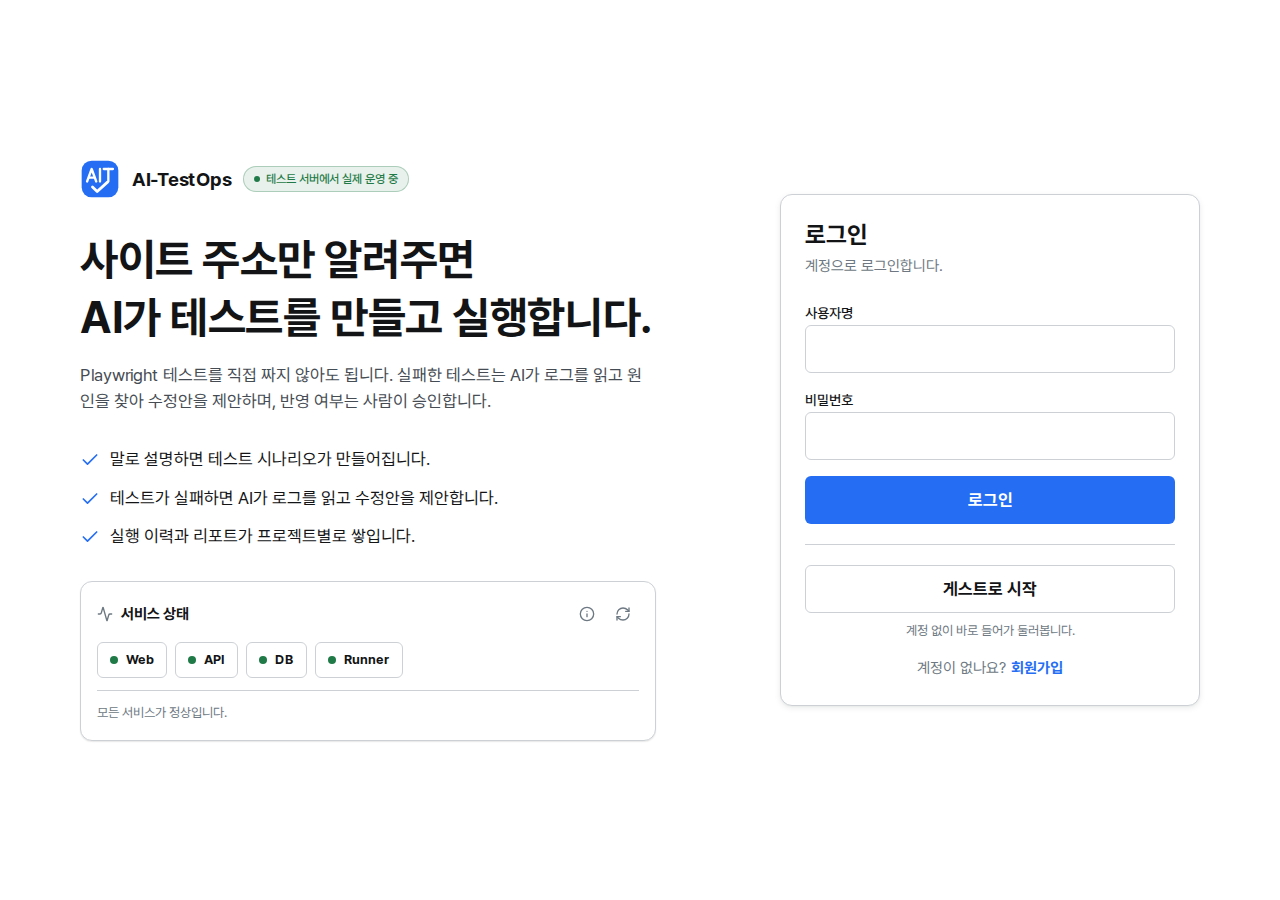 AIT
AI-TestOps
테스트 서버에서 실제 운영 중
사이트 주소만 알려주면
AI가 테스트를 만들고 실행합니다.
Playwright 테스트를 직접 짜지 않아도 됩니다. 실패한 테스트는 AI가 로그를 읽고 원
인을 찾아 수정안을 제안하며, 반영 여부는 사람이 승인합니다.
말로 설명하면 테스트 시나리오가 만들어집니다.
테스트가 실패하면 AI가 로그를 읽고 수정안을 제안합니다.
실행 이력과 리포트가 프로젝트별로 쌓입니다.
서비스 상태
Web
API
DB
Runner
모든 서비스가 정상입니다.
로그인
계정으로 로그인합니다.
사용자명
비밀번호
로그인
게스트로 시작
계정 없이 바로 들어가 둘러봅니다.
계정이 없나요? 회원가입